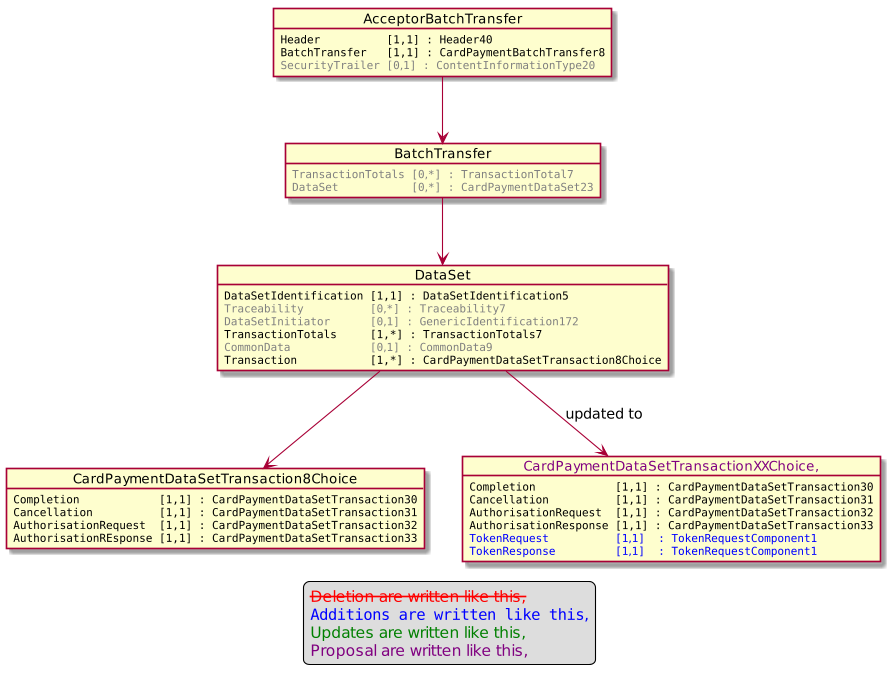 AcceptorBatchTransfer
Header [1,1] : Header40
BatchTransfer [1,1] : CardPaymentBatchTransfer8
SecurityTrailer [0,1] : ContentInformationType20
BatchTransfer
TransactionTotals [0,*] : TransactionTotal7
DataSet [0,*] : CardPaymentDataSet23
DataSet
DataSetIdentification [1,1] : DataSetIdentification5
Traceability [0,*] : Traceability7
DataSetInitiator [0,1] : GenericIdentification172
TransactionTotals [1,*] : TransactionTotals7
CommonData [0,1] : CommonData9
Transaction [1,*] : CardPaymentDataSetTransaction8Choice
updated to
CardPaymentDataSetTransaction8Choice
Completion [1,1] : CardPaymentDataSetTransaction30
Cancellation [1,1] : CardPaymentDataSetTransaction31
AuthorisationRequest [1,1] : CardPaymentDataSetTransaction32
AuthorisationREsponse [1,1] : CardPaymentDataSetTransaction33
CardPaymentDataSetTransactionXXChoice,
Completion [1,1] : CardPaymentDataSetTransaction30
Cancellation [1,1] : CardPaymentDataSetTransaction31
AuthorisationRequest [1,1] : CardPaymentDataSetTransaction32
AuthorisationResponse [1,1] : CardPaymentDataSetTransaction33
TokenRequest [1,1] : TokenRequestComponent1
TokenResponse [1,1] : TokenRequestComponent1
Deletion are written like this,
Additions are written like this,
Updates are written like this,
Proposal are written like this,